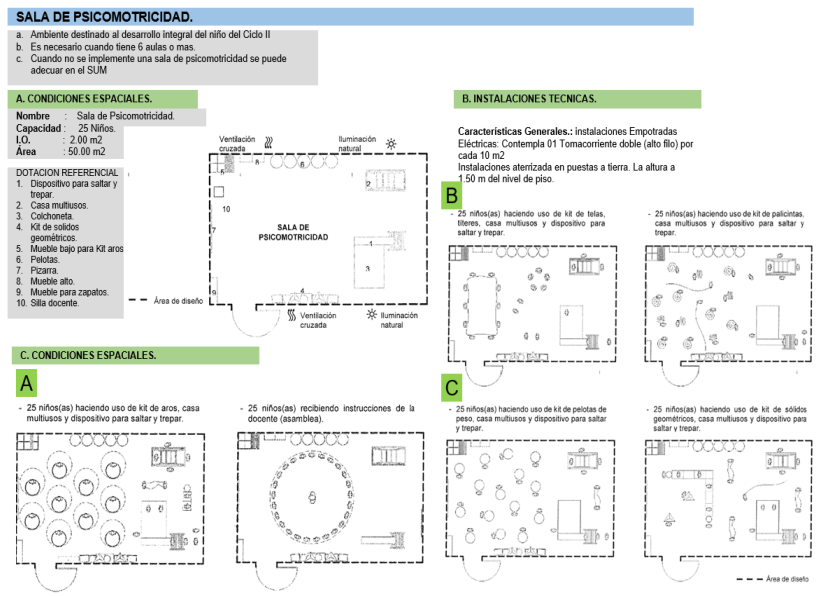 SALA DE PSICOMOTRICIDAD.
a. Ambiente destinado al desarrollo integral del niño del Ciclo II
b. Es necesario cuando tiene 6 aulas o mas.
c. Cuando no se implemente una sala de psicomotricidad se puede
adecuar en el SUM
A. CONDICIONES ESPACIALES.
Nombre : Sala de Psicomotricidad.
Capacidad : 25 Niños.
I.O. : 2.00 m2
Área : 50.00 m2
DOTACION REFERENCIAL
1. Dispositivo para saltar y
trepar.
2. Casa multiusos.
3. Colchoneta.
4. Kit de solidos
geométricos.
5. Mueble bajo para Kit aros
6. Pelotas.
7. Pizarra.
8. Mueble alto.
9. Mueble para zapatos.
10. Silla docente.
Ventilación
cruzada
Iluminación
natural
5
8
6
2
10
7
SALA DE
PSICOMOTRICIDAD
1
3
9
4
Área de diseño
Ventilación
cruzada
Iluminación
natural
B. INSTALACIONES TECNICAS.
Características Generales.: instalaciones Empotradas
Eléctricas: Contempla 01 Tomacorriente doble (alto filo) por
cada 10 m2
Instalaciones aterrizada en puestas a tierra. La altura a
1.50 m del nivel de piso.
B
- 25 niños(as) haciendo uso de kit de telas,
títeres, casa multiusos y dispositivo para
saltar y trepar.
- 25 niños(as) haciendo uso de kit de palicintas,
casa multiusos y dispositivo para saltar y
trepar.
C. CONDICIONES ESPACIALES.
A
- 25 niños(as) haciendo uso de kit de aros, casa
multiusos y dispositivo para saltar y trepar.
- 25 niños(as) recibiendo instrucciones de la
docente (asamblea).
C
- 25 niños(as) haciendo uso de kit de pelotas de
peso, casa multiusos y dispositivo para saltar
y trepar.
- 25 niños(as) haciendo uso de kit de sólidos
geométricos, casa multiusos y dispositivo para
saltar y trepar.
Área de diseño